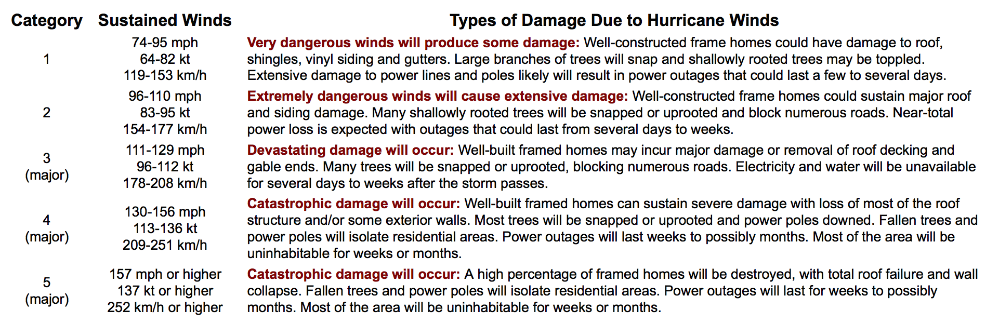 Category Sustained Winds Types of Damage Due to Hurricane Winds
1
74-95 mph
64-82 kt
119-153 km/h
Very dangerous winds will produce some damage: Well-constructed frame homes could have damage to roof,
shingles, vinyl siding and gutters. Large branches of trees will snap and shallowly rooted trees may be toppled.
Extensive damage to power lines and poles likely will result in power outages that could last a few to several days.
2
96-110 mph
83-95 kt
154-177 km/h
Extremely dangerous winds will cause extensive damage: Well-constructed frame homes could sustain major roof
and siding damage. Many shallowly rooted trees will be snapped or uprooted and block numerous roads. Near-total
power loss is expected with outages that could last from several days to weeks.
3
(major)
111-129 mph
96-112 kt
178-208 km/h
Devastating damage will occur: Well-built framed homes may incur major damage or removal of roof decking and
gable ends. Many trees will be snapped or uprooted, blocking numerous roads. Electricity and water will be unavailable
for several days to weeks after the storm passes.
4
(major)
130-156 mph
113-136 kt
209-251 km/h
Catastrophic damage will occur: Well-built framed homes can sustain severe damage with loss of most of the roof
structure and/or some exterior walls. Most trees will be snapped or uprooted and power poles downed. Fallen trees and
power poles will isolate residential areas. Power outages will last weeks to possibly months. Most of the area will be
uninhabitable for weeks or months.
5
(major)
157 mph or higher
137 kt or higher
252 km/h or higher
Catastrophic damage will occur: A high percentage of framed homes will be destroyed, with total roof failure and wall
collapse. Fallen trees and power poles will isolate residential areas. Power outages will last for weeks to possibly
months. Most of the area will be uninhabitable for weeks or months.